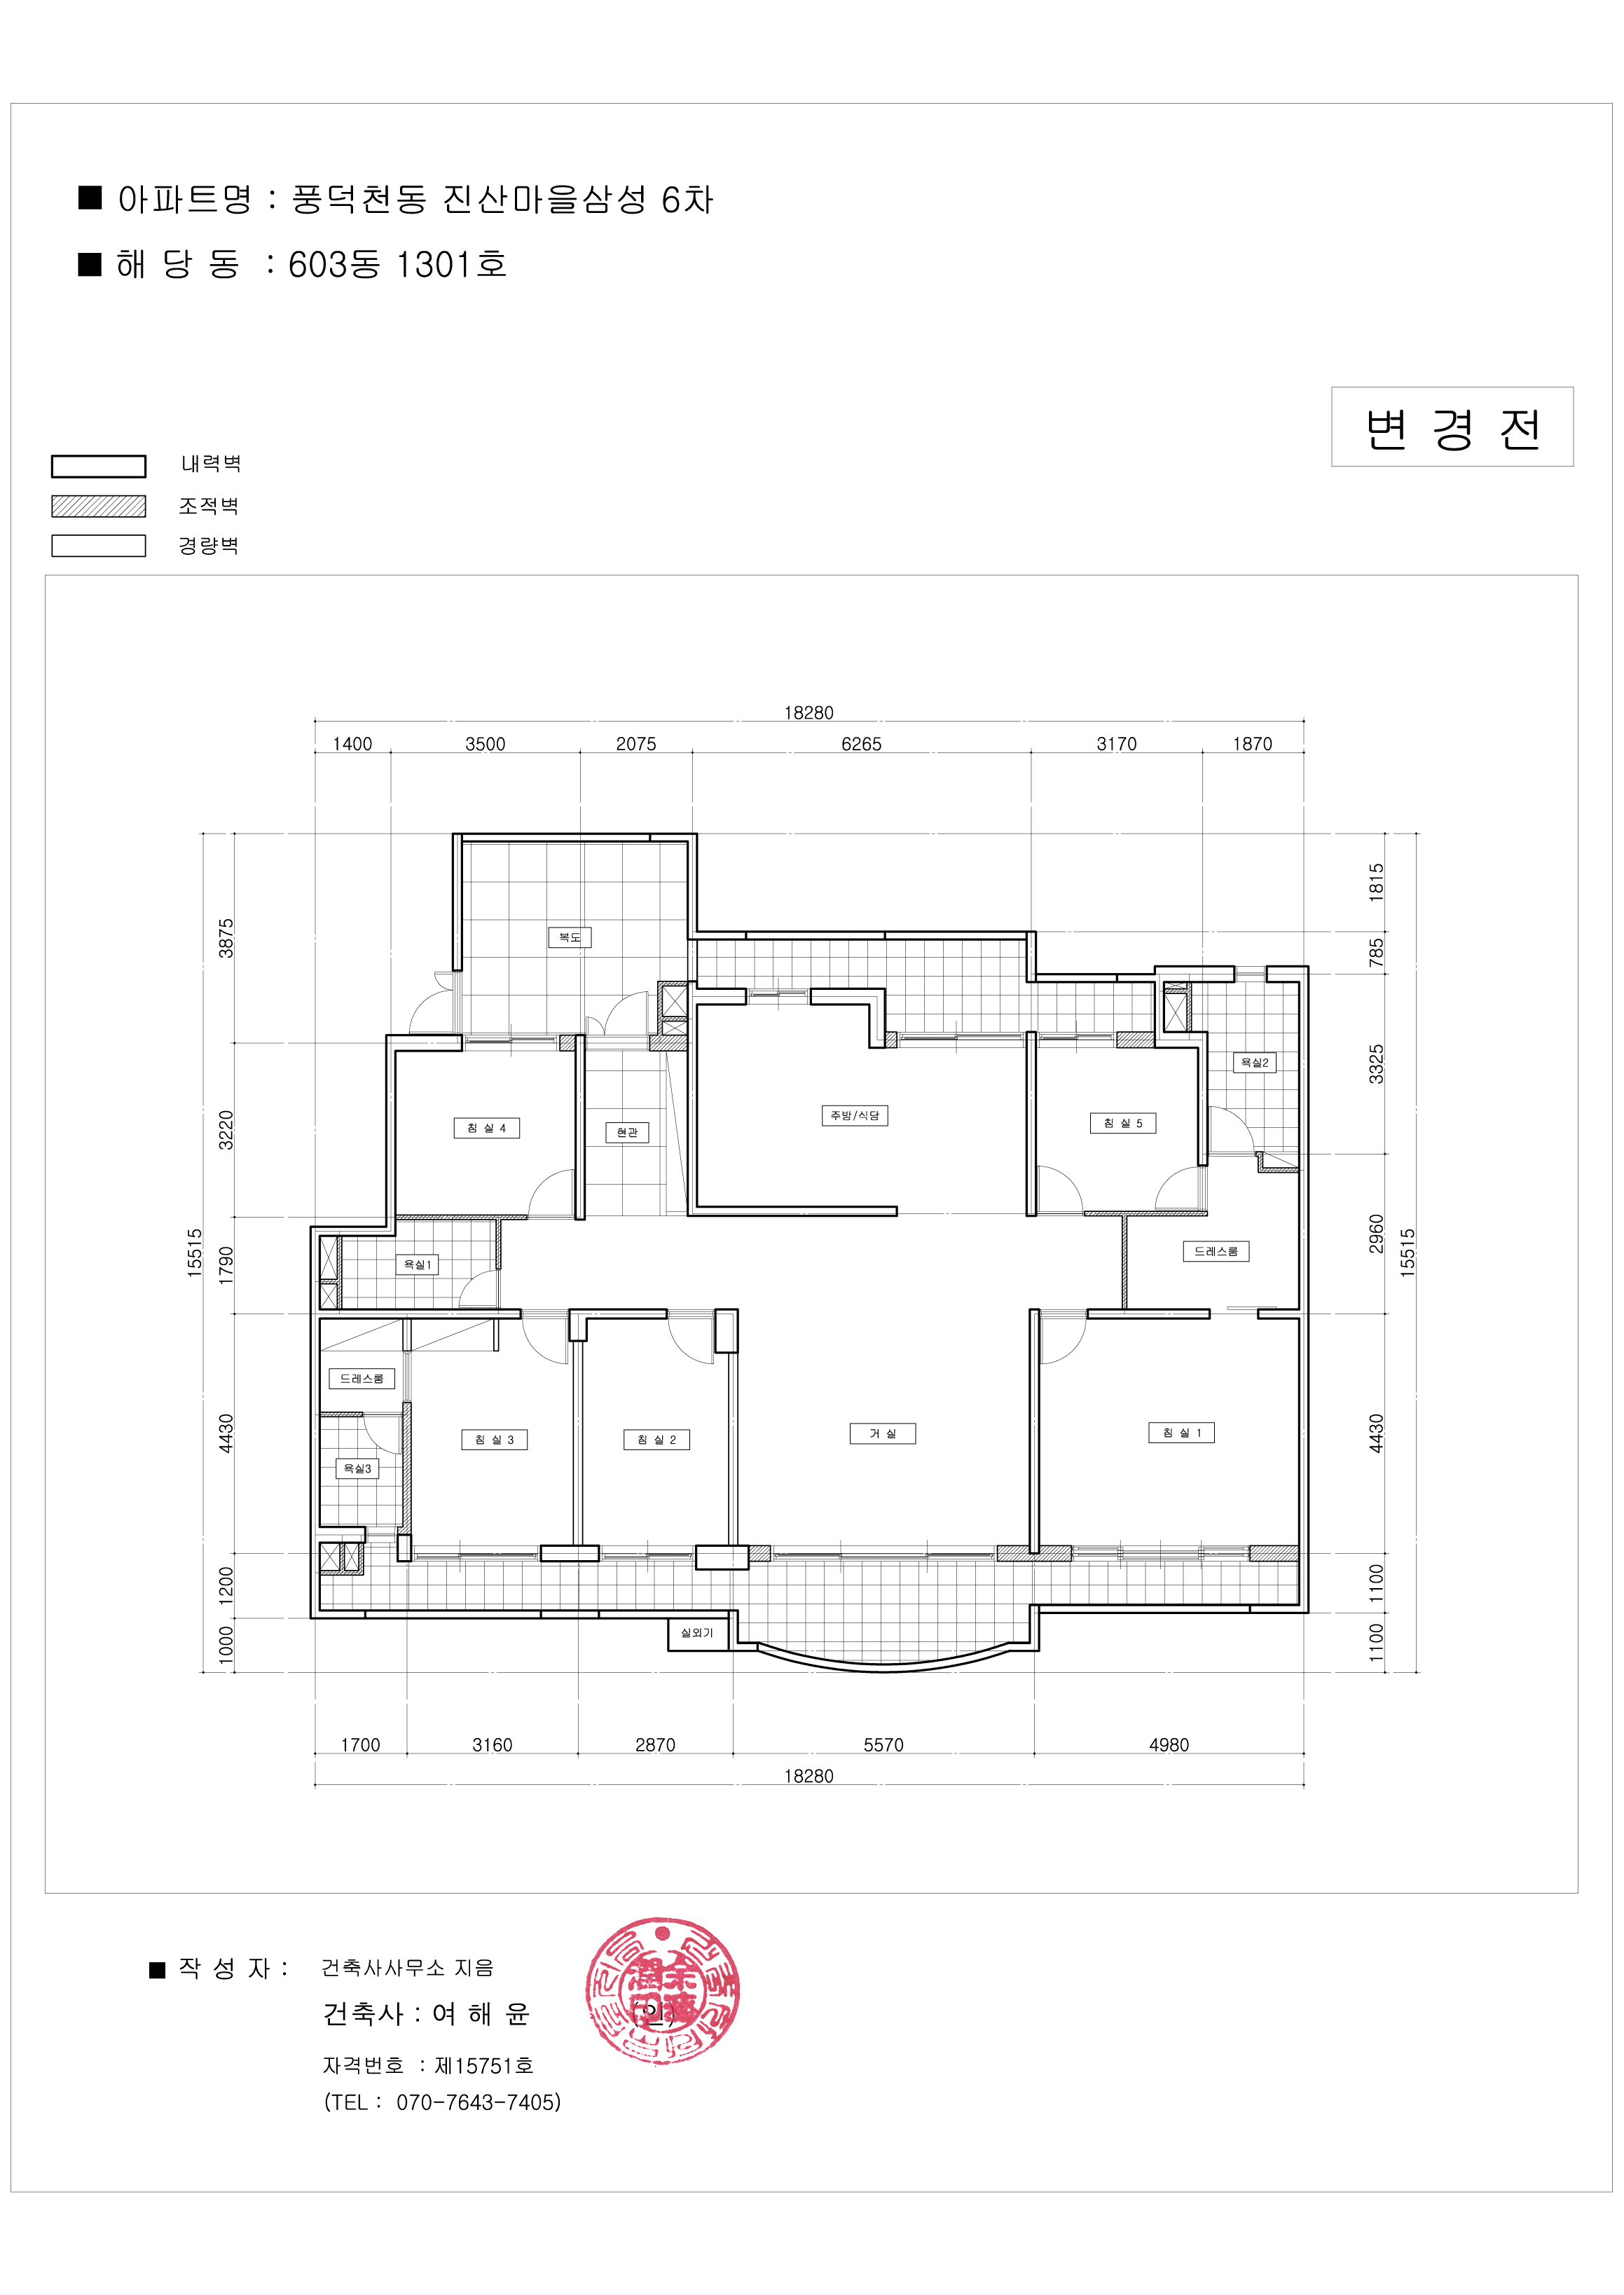 ■ 아파트명 : 풍덕천동 진산마을삼성 6차
■ 해 당 동 : 603동 1301호
변 경 전
내력벽
조적벽
경량벽
18280
1400 3500 2075 6265 3170 1870
복도
욕실2
주방/식당
침 실 5
침 실 4
현관
드레스룸
욕실1
드레스룸
침 실 3
침 실 2
거 실
침 실 1
욕실3
실외기
15515
3875
3220
1790
4430
1200
1000
1815
785
3325
2960
4430
1100
1100
15515
1700 3160 2870 5570 4980
18280
■ 작 성 자 : 건축사사무소 지음
건축사 : 여 해 윤 (인)
자격번호 : 제15751호
(TEL : 070-7643-7405)